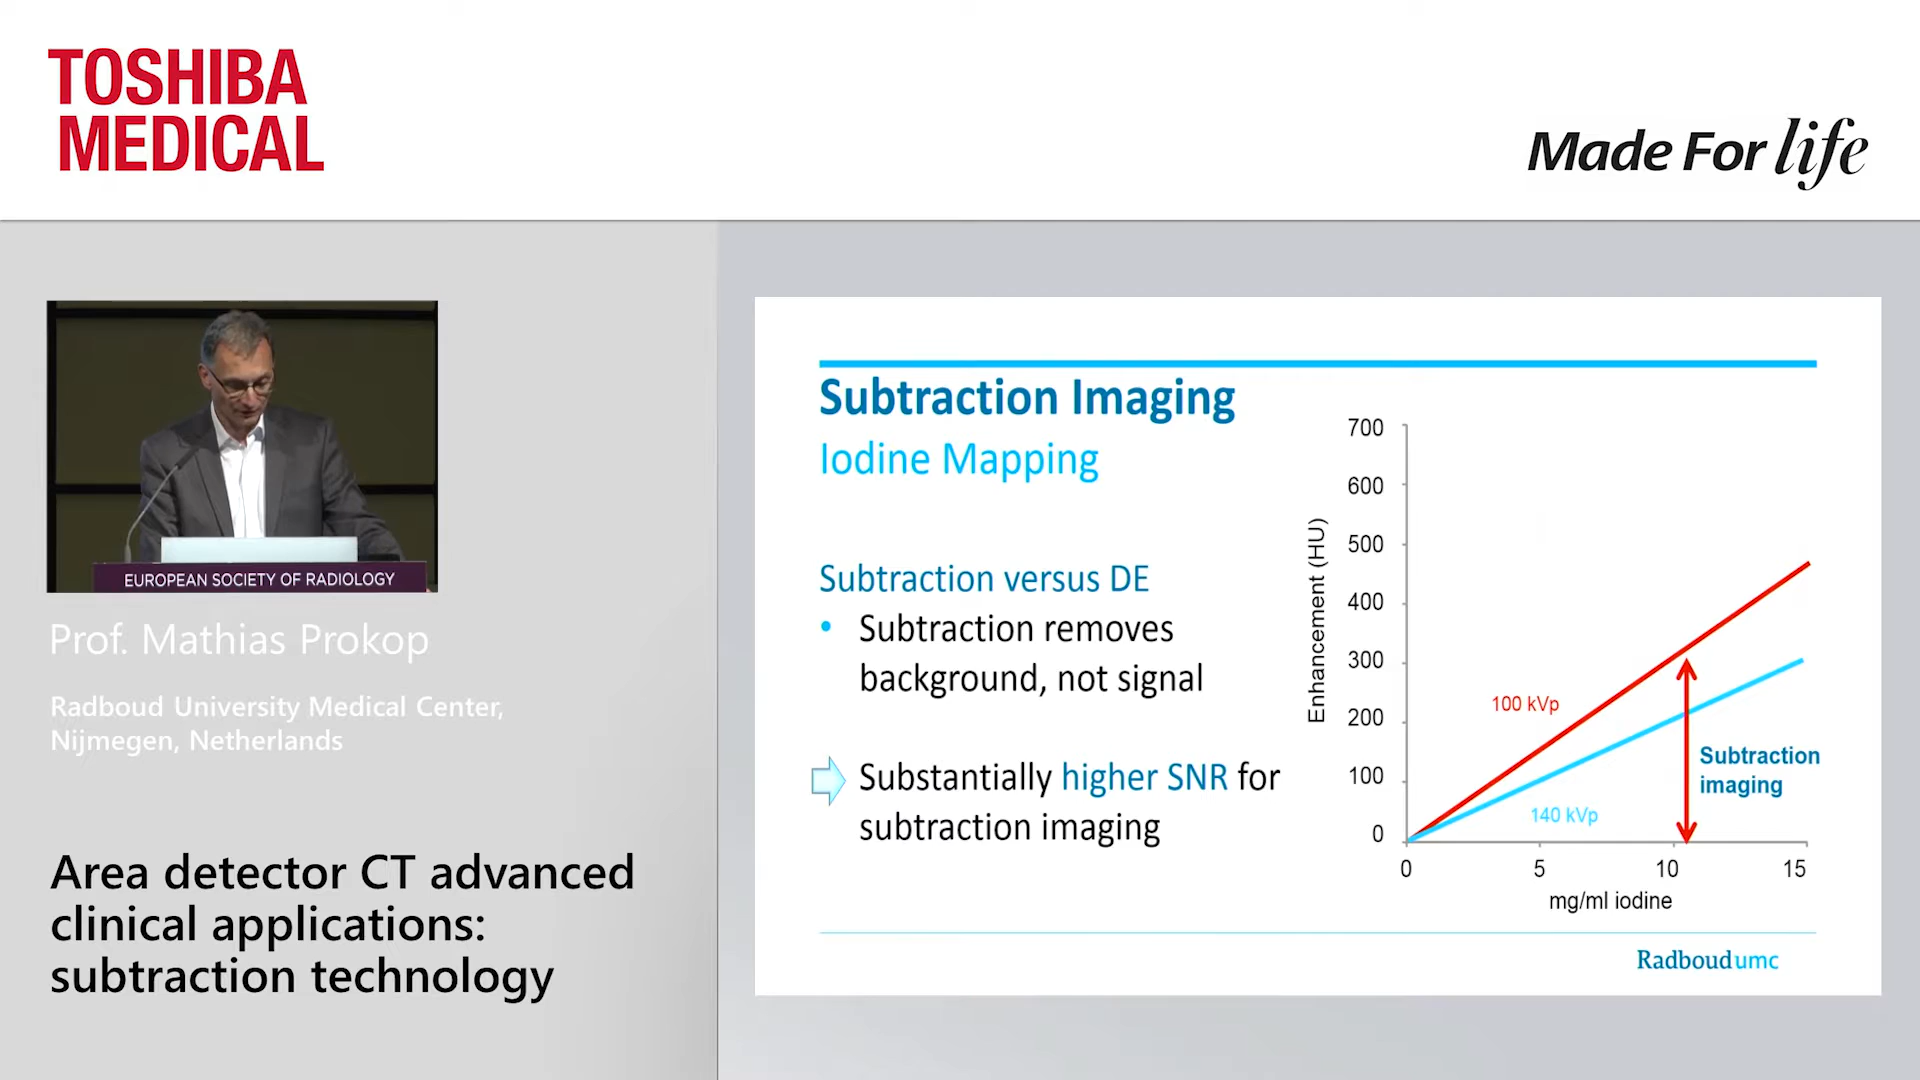 TOSHIBA
MEDICAL
Made For life
EUROPEAN SOCIETY OF RADIOLOGY
Prof. Mathias Prokop
Radboud University Medical Center,
Nijmegen, Netherlands
Area detector CT advanced
clinical applications:
subtraction technology
Subtraction Imaging
Iodine Mapping
Subtraction versus DE
• Subtraction removes
background, not signal
Substantially higher SNR for
subtraction imaging
700
600
500
400
300
200
100
0
Enhancement (HU)
100 kVp
140 kVp
Subtraction
imaging
0 5 10 15
mg/ml iodine
Radboudumc